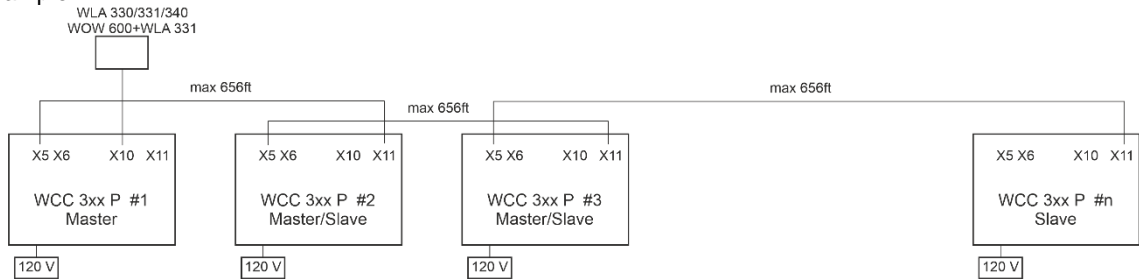 WLA 330/331/340
WOW 600+WLA 331
max 656ft
max 656ft
max 656ft
X5 X6 X10 X11
WCC 3xx P #1
Master
120 V
X5 X6 X10 X11
WCC 3xx P #2
Master/Slave
120 V
X5 X6 X10 X11
WCC 3xx P #3
Master/Slave
120 V
X5 X6 X10 X11
WCC 3xx P #n
Slave
120 V